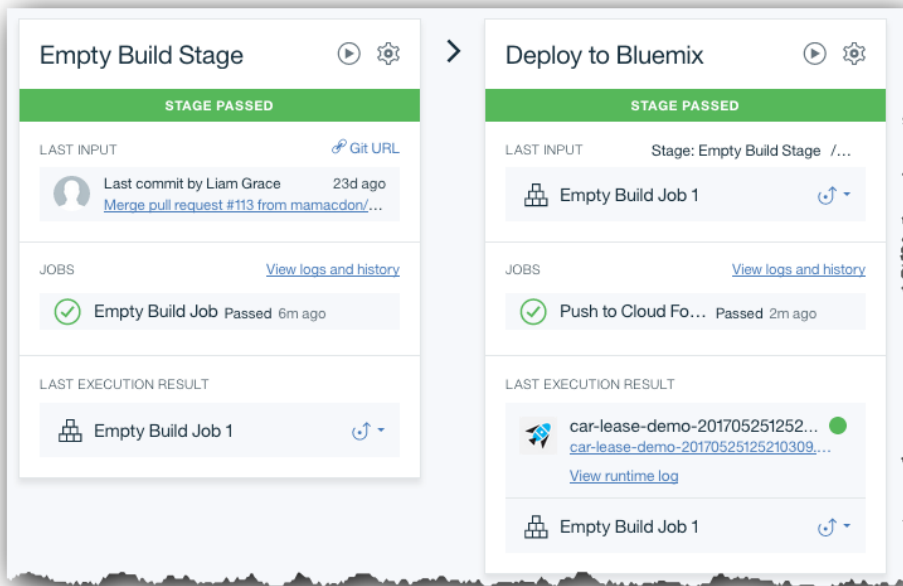 Empty Build Stage
STAGE PASSED
LAST INPUT Git URL
Last commit by Liam Grace 23d ago
Merge pull request #113 from mamacdon/...
JOBS View logs and history
Empty Build Job Passed 6m ago
LAST EXECUTION RESULT
Empty Build Job 1
Deploy to Bluemix
STAGE PASSED
LAST INPUT Stage: Empty Build Stage /...
Empty Build Job 1
JOBS View logs and history
Push to Cloud Fo... Passed 2m ago
LAST EXECUTION RESULT
car-lease-demo-201705251252...
car-lease-demo-20170525125210309....
View runtime log
Empty Build Job 1